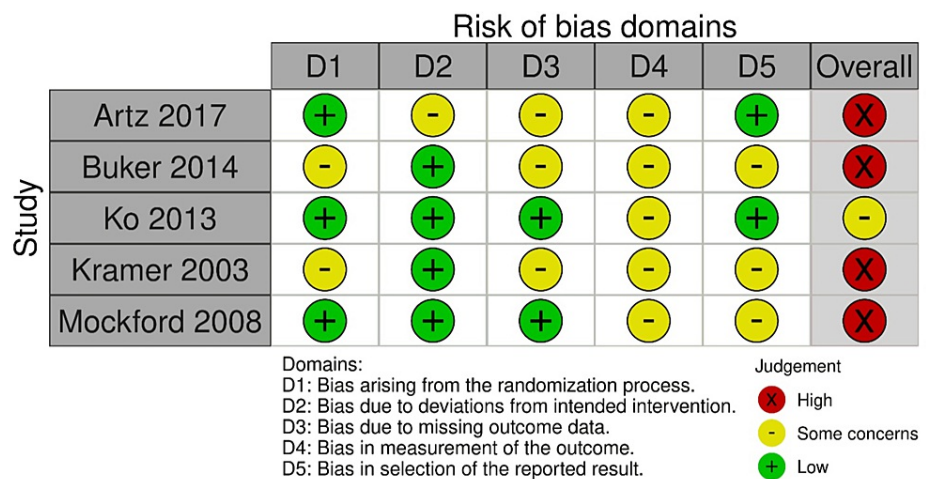 Risk of bias domains
D1 D2 D3 D4 D5 Overall
Study
Artz 2017 + - - - + X
Buker 2014 - + - - - X
Ko 2013 + + + - + -
Kramer 2003 - + - - - X
Mockford 2008 + + + - - X
Domains:
D1: Bias arising from the randomization process.
D2: Bias due to deviations from intended intervention.
D3: Bias due to missing outcome data.
D4: Bias in measurement of the outcome.
D5: Bias in selection of the reported result.
Judgement
X High
- Some concerns
+ Low